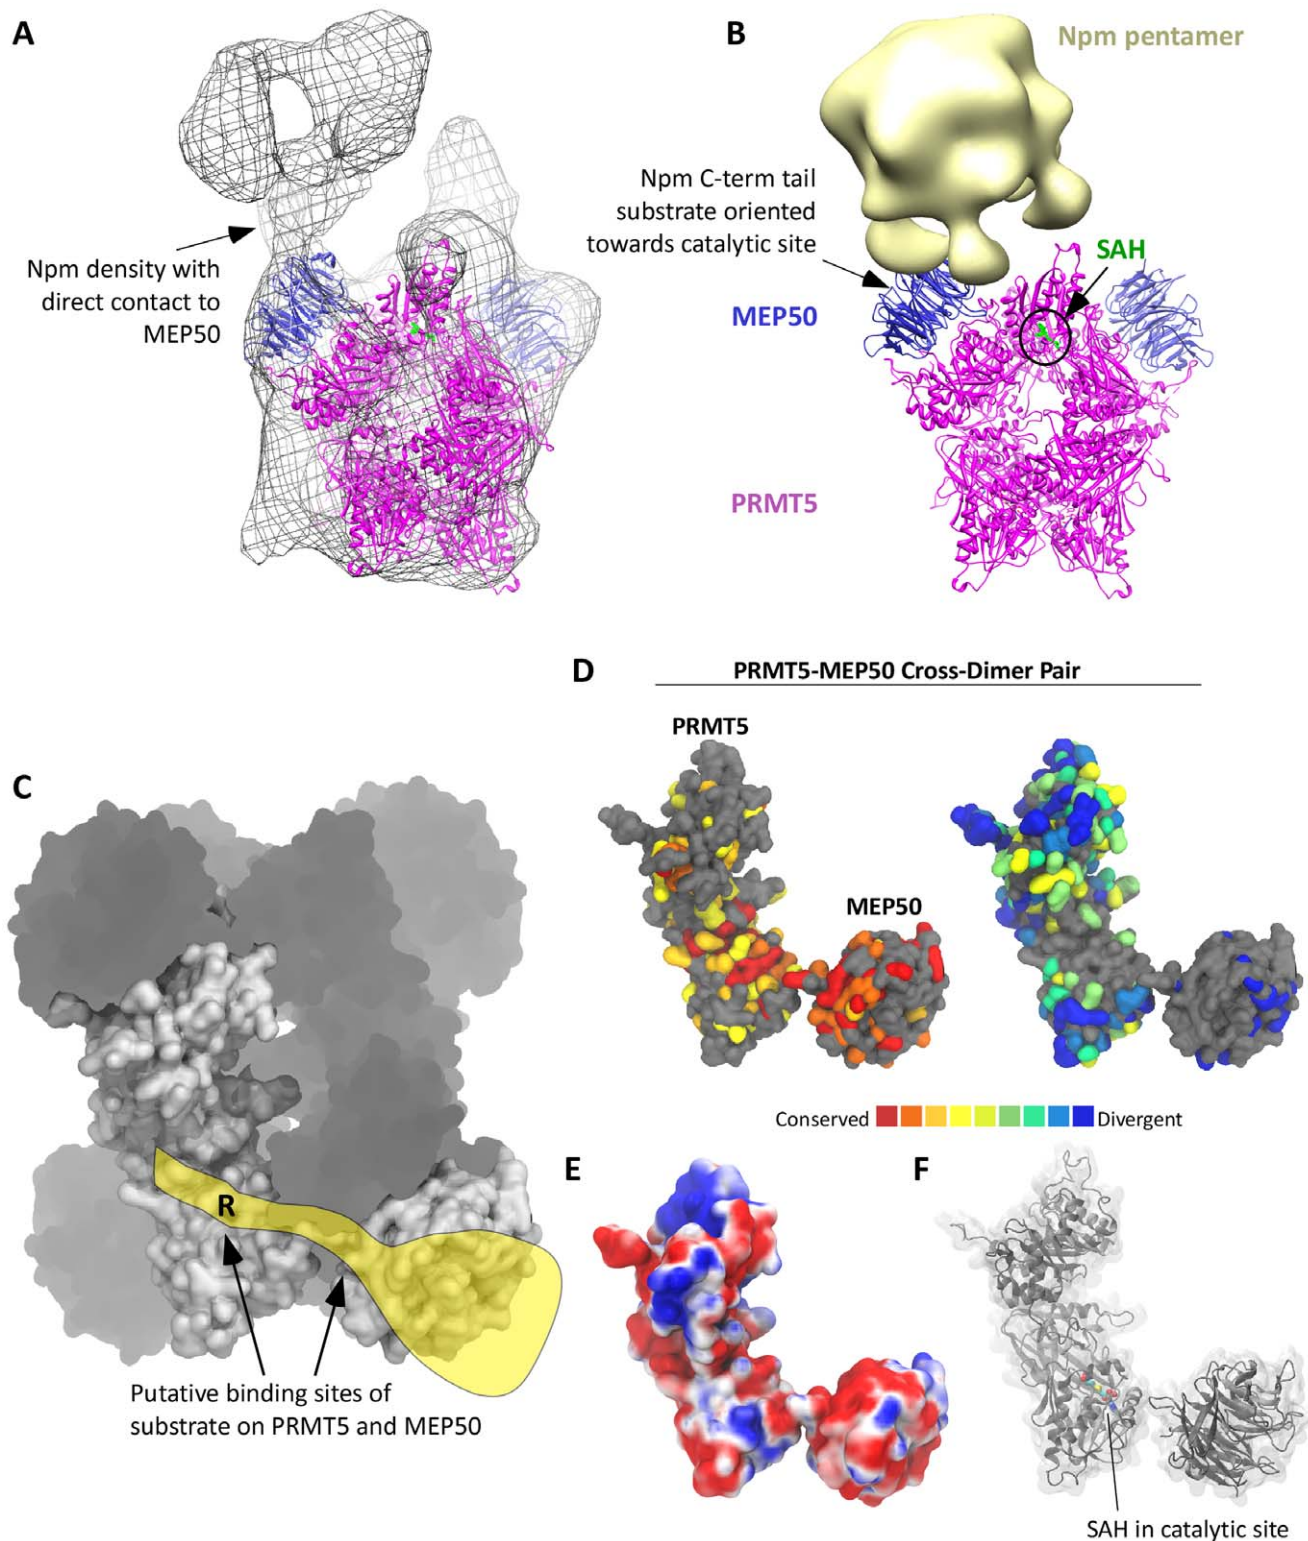 A
Npm density with
direct contact to
MEP50
B
Npm pentamer
Npm C-term tail
substrate oriented
towards catalytic site
SAH
MEP50
PRMT5
C
R
Putative binding sites of
substrate on PRMT5 and MEP50
D
PRMT5-MEP50 Cross-Dimer Pair
PRMT5
MEP50
Conserved Divergent
E
F
SAH in catalytic site